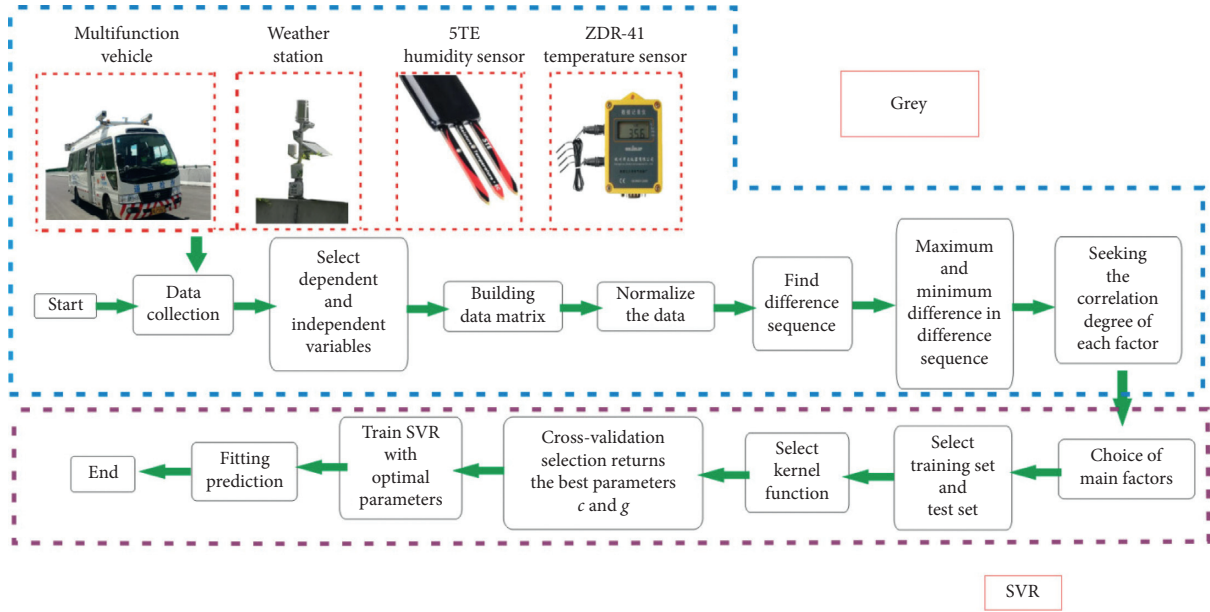 Multifunction
vehicle
Weather
station
5TE
humidity sensor
ZDR-41
temperature sensor
Grey
35.6
Start
Data
collection
Select
dependent
and
independent
variables
Building
data matrix
Normalize
the data
Find
difference
sequence
Maximum
and
minimum
difference in
difference
sequence
Seeking
the
correlation
degree of
each factor
Choice of
main factors
Select
training set
and
test set
Select
kernel
function
Cross-validation
selection returns
the best parameters
c and g
Train SVR
with
optimal
parameters
Fitting
prediction
End
SVR